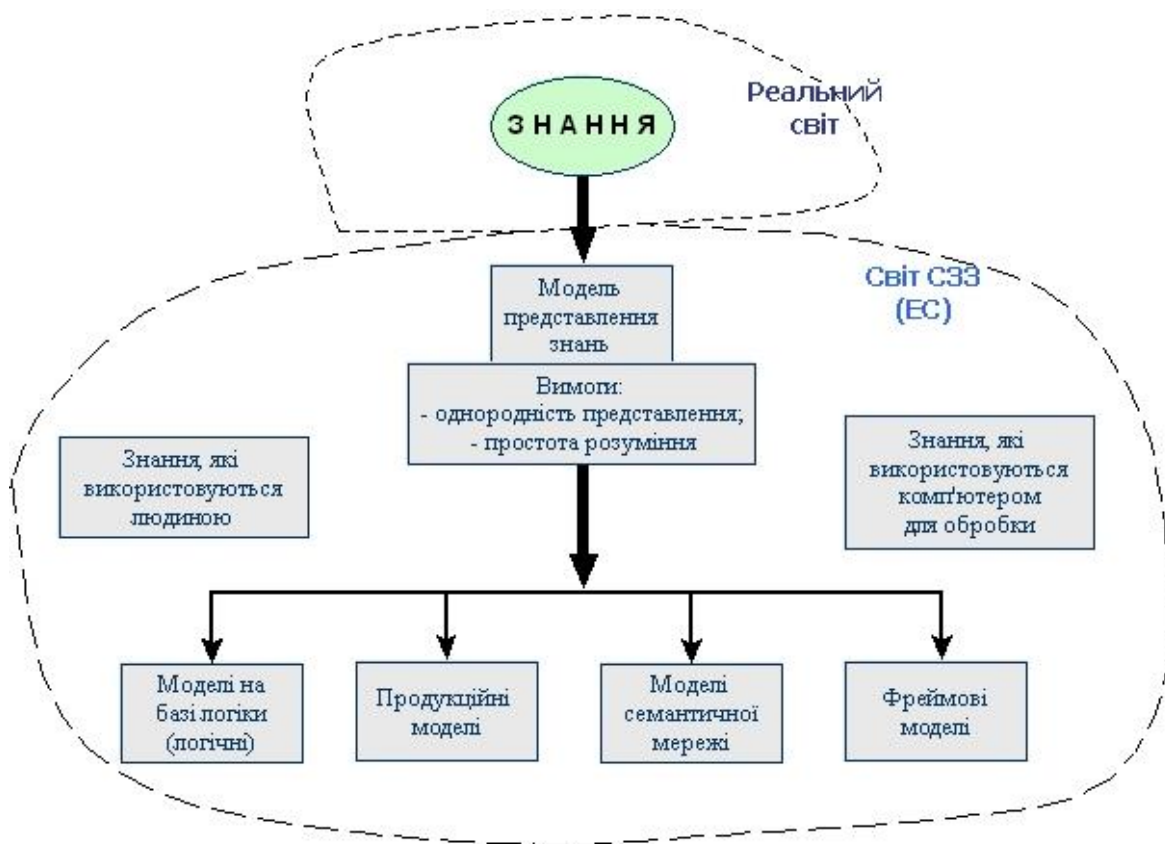 Реальний
світ
З Н А Н Н Я
Світ СЗЗ
(ЕС)
Модель
представлення
знань
Вимоги:
- однородність представлення;
- простота розуміння
Знання, які
використовуються
людиною
Знання, які
використовуються
комп'ютером
для обробки
Моделі на
базі логіки
(логічні)
Продукційні
моделі
Моделі
семантичної
мережі
Фреймові
моделі